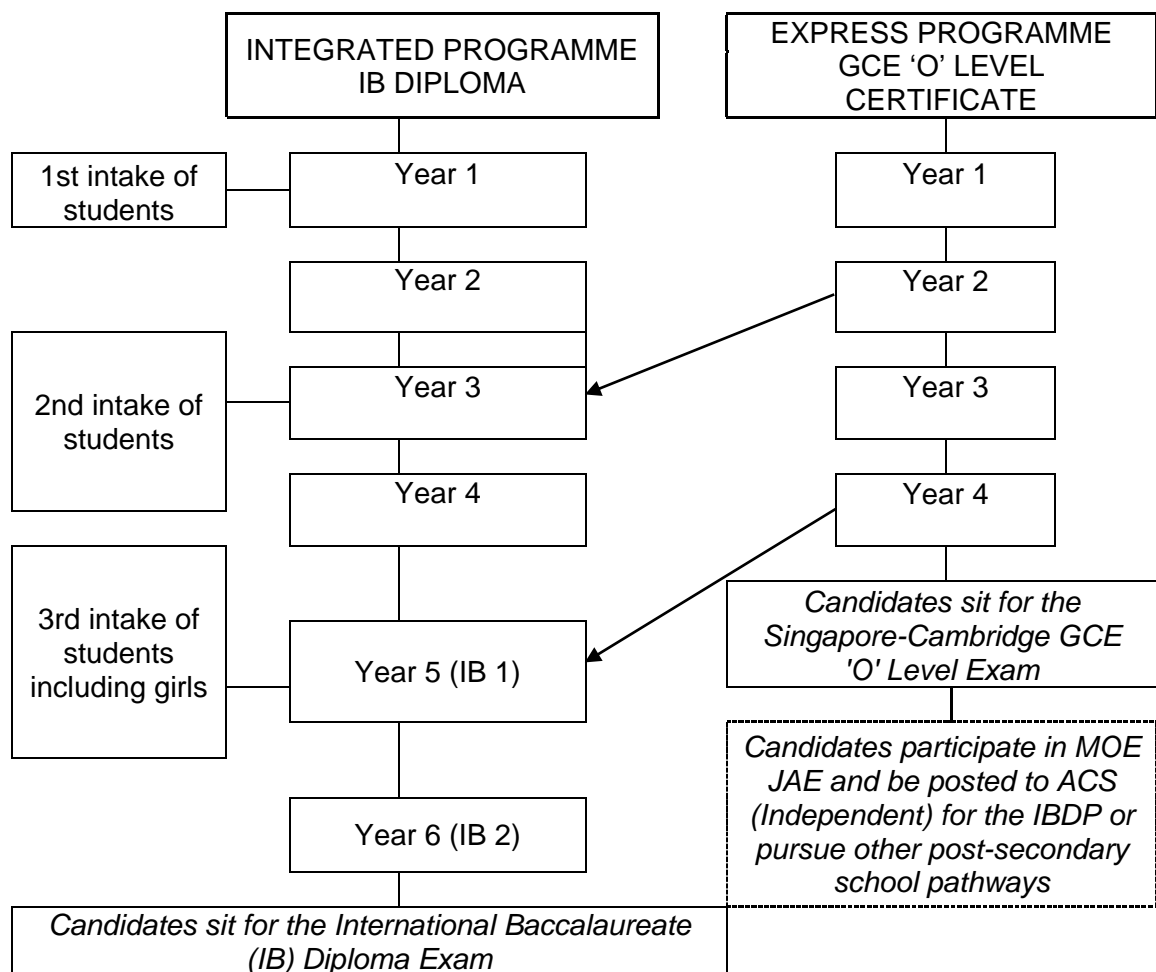 INTEGRATED PROGRAMME
IB DIPLOMA
EXPRESS PROGRAMME
GCE ‘O’ LEVEL
CERTIFICATE
1st intake of
students
Year 1
Year 1
Year 2
Year 2
2nd intake of
students
Year 3
Year 3
Year 4
Year 4
3rd intake of
students
including girls
Year 5 (IB 1)
Candidates sit for the
Singapore-Cambridge GCE
'O' Level Exam
Candidates participate in MOE
JAE and be posted to ACS
(Independent) for the IBDP or
pursue other post-secondary
school pathways
Year 6 (IB 2)
Candidates sit for the International Baccalaureate
(IB) Diploma Exam